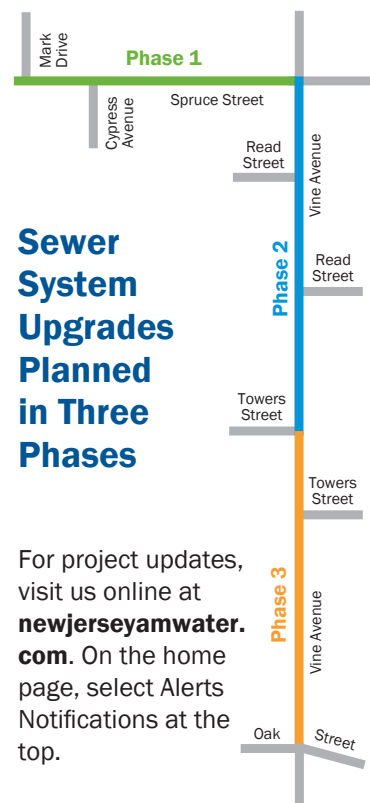 Mark
Drive
Phase 1
Spruce Street
Cypress
Avenue
Read
Street
Vine Avenue
Phase 2
Read
Street
Sewer
System
Upgrades
Planned
in Three
Phases
Towers
Street
Towers
Street
For project updates,
visit us online at
newjerseyamwater.
com. On the home
page, select Alerts
Notifications at the
top.
Phase 3
Vine Avenue
Oak Street